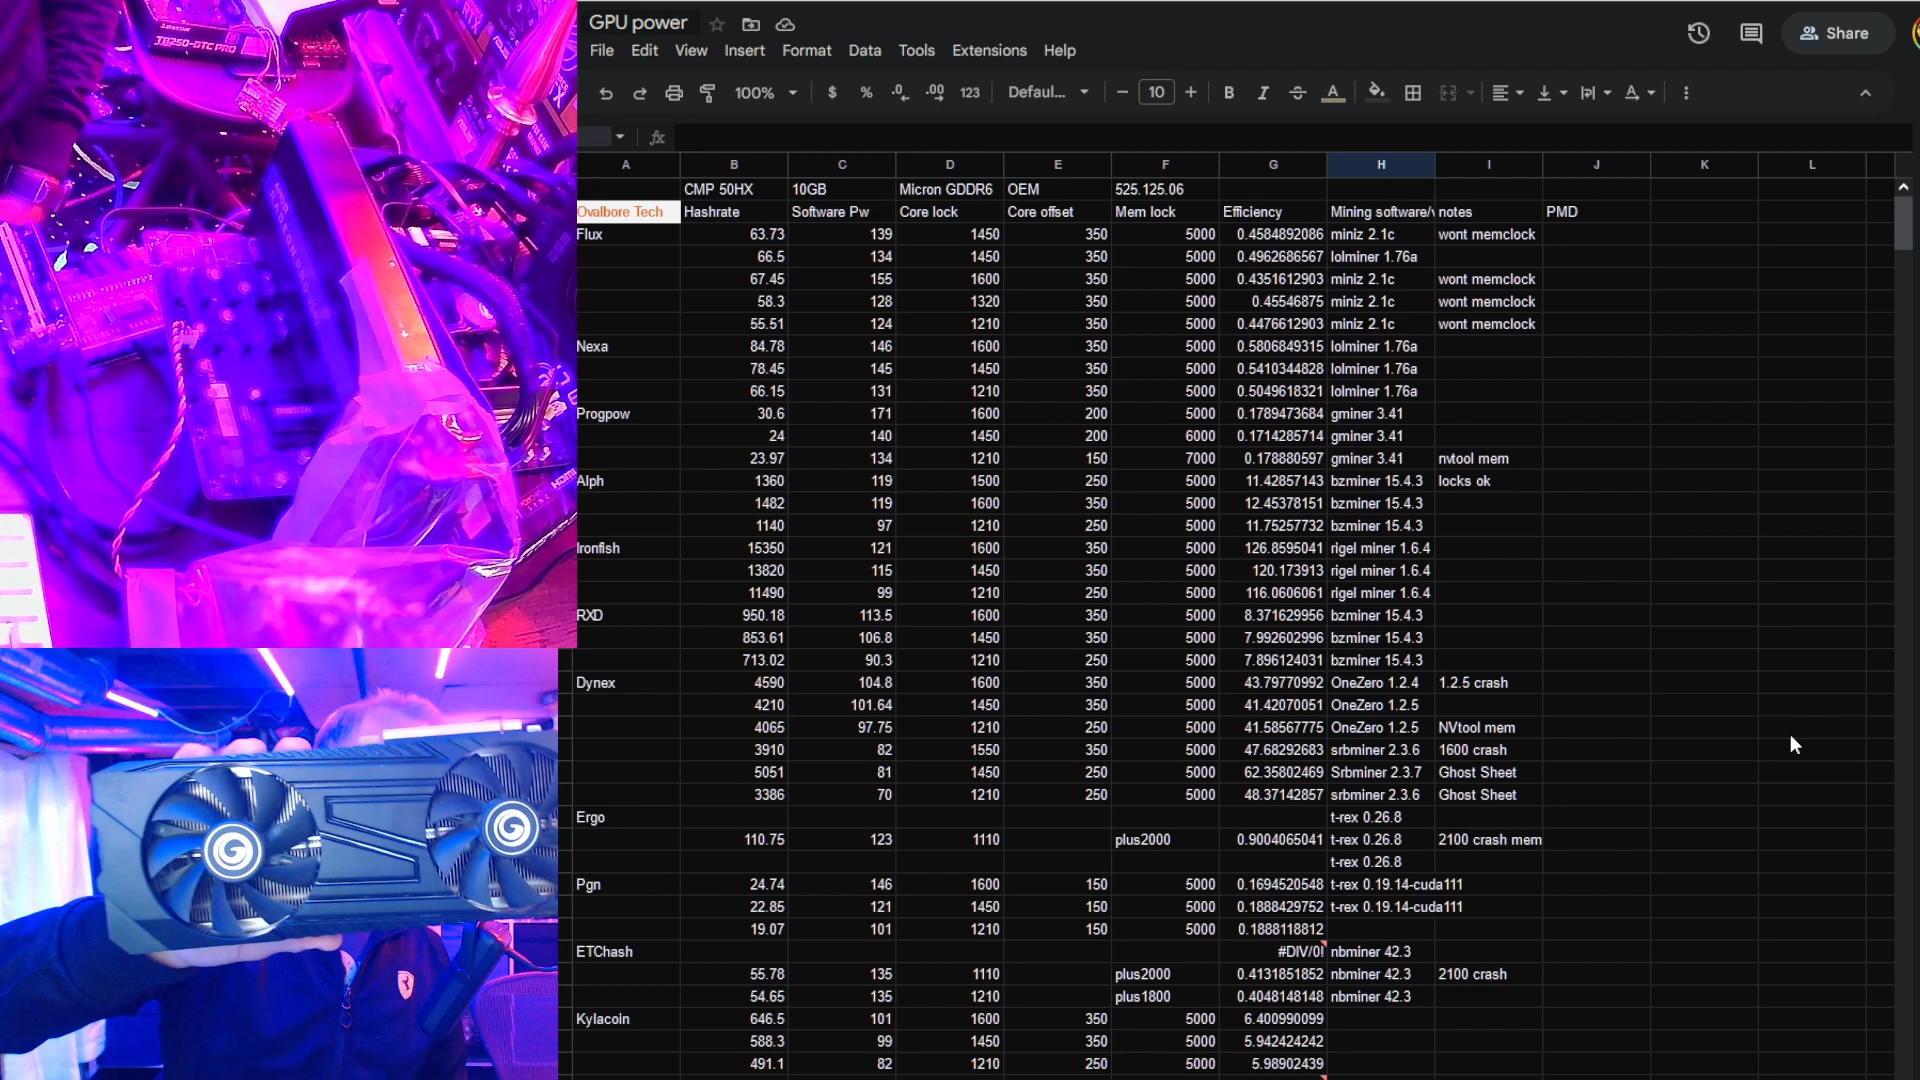 GPU power
File Edit View Insert Format Data Tools Extensions Help
Share
100% $ % .0 .00 123 Defaul... 10 B I S A
fx
A B C D E F G H I J K L
CMP 50HX 10GB Micron GDDR6 OEM 525.125.06
Ovalbore Tech Hashrate Software Pw Core lock Core offset Mem lock Efficiency Mining software/v notes PMD
Flux 63.73 139 1450 350 5000 0.4584892086 miniz 2.1c wont memclock
66.5 134 1450 350 5000 0.4962686567 lolminer 1.76a
67.45 155 1600 350 5000 0.4351612903 miniz 2.1c wont memclock
58.3 128 1320 350 5000 0.45546875 miniz 2.1c wont memclock
55.51 124 1210 350 5000 0.4476612903 miniz 2.1c wont memclock
Nexa 84.78 146 1600 350 5000 0.5806849315 lolminer 1.76a
78.45 145 1450 350 5000 0.5410344828 lolminer 1.76a
66.15 131 1210 350 5000 0.5049618321 lolminer 1.76a
Progpow 30.6 171 1600 200 5000 0.1789473684 gminer 3.41
24 140 1450 200 6000 0.1714285714 gminer 3.41
23.97 134 1210 150 7000 0.178880597 gminer 3.41 nvtool mem
Alph 1360 119 1500 250 5000 11.42857143 bzminer 15.4.3 locks ok
1482 119 1600 250 5000 12.45378151 bzminer 15.4.3
1140 97 1210 250 5000 11.75257732 bzminer 15.4.3
Ironfish 15350 121 1600 350 5000 126.8595041 rigel miner 1.6.4
13820 115 1450 350 5000 120.173913 rigel miner 1.6.4
11490 99 1210 250 5000 116.0606061 rigel miner 1.6.4
RXD 950.18 113.5 1600 350 5000 8.371629956 bzminer 15.4.3
853.61 106.8 1450 350 5000 7.992602996 bzminer 15.4.3
713.02 90.3 1210 250 5000 7.896124031 bzminer 15.4.3
Dynex 4590 104.8 1600 350 5000 43.79770992 OneZero 1.2.4 1.2.5 crash
4210 101.64 1450 350 5000 41.42070051 OneZero 1.2.5
4065 97.75 1210 250 5000 41.58567775 OneZero 1.2.5 NVtool mem
3910 82 1550 350 5000 47.68292683 srbminer 2.3.6 1600 crash
5051 81 1450 250 5000 62.35802469 Srbminer 2.3.7 Ghost Sheet
3386 70 1210 250 5000 48.37142857 srbminer 2.3.6 Ghost Sheet
Ergo t-rex 0.26.8
110.75 123 1110 plus2000 0.9004065041 t-rex 0.26.8 2100 crash mem
t-rex 0.26.8
Pgn 24.74 146 1600 150 5000 0.1694520548 t-rex 0.19.14-cuda111
22.85 121 1450 150 5000 0.1888429752 t-rex 0.19.14-cuda111
19.07 101 1210 150 5000 0.1888118812
ETChash #DIV/0! nbminer 42.3
55.78 135 1110 plus2000 0.4131851852 nbminer 42.3 2100 crash
54.65 135 1210 plus1800 0.4048148148 nbminer 42.3
Kylacoin 646.5 101 1600 350 5000 6.400990099
588.3 99 1450 350 5000 5.942424242
491.1 82 1210 250 5000 5.98902439
TB250-BTC PRO
HDMI